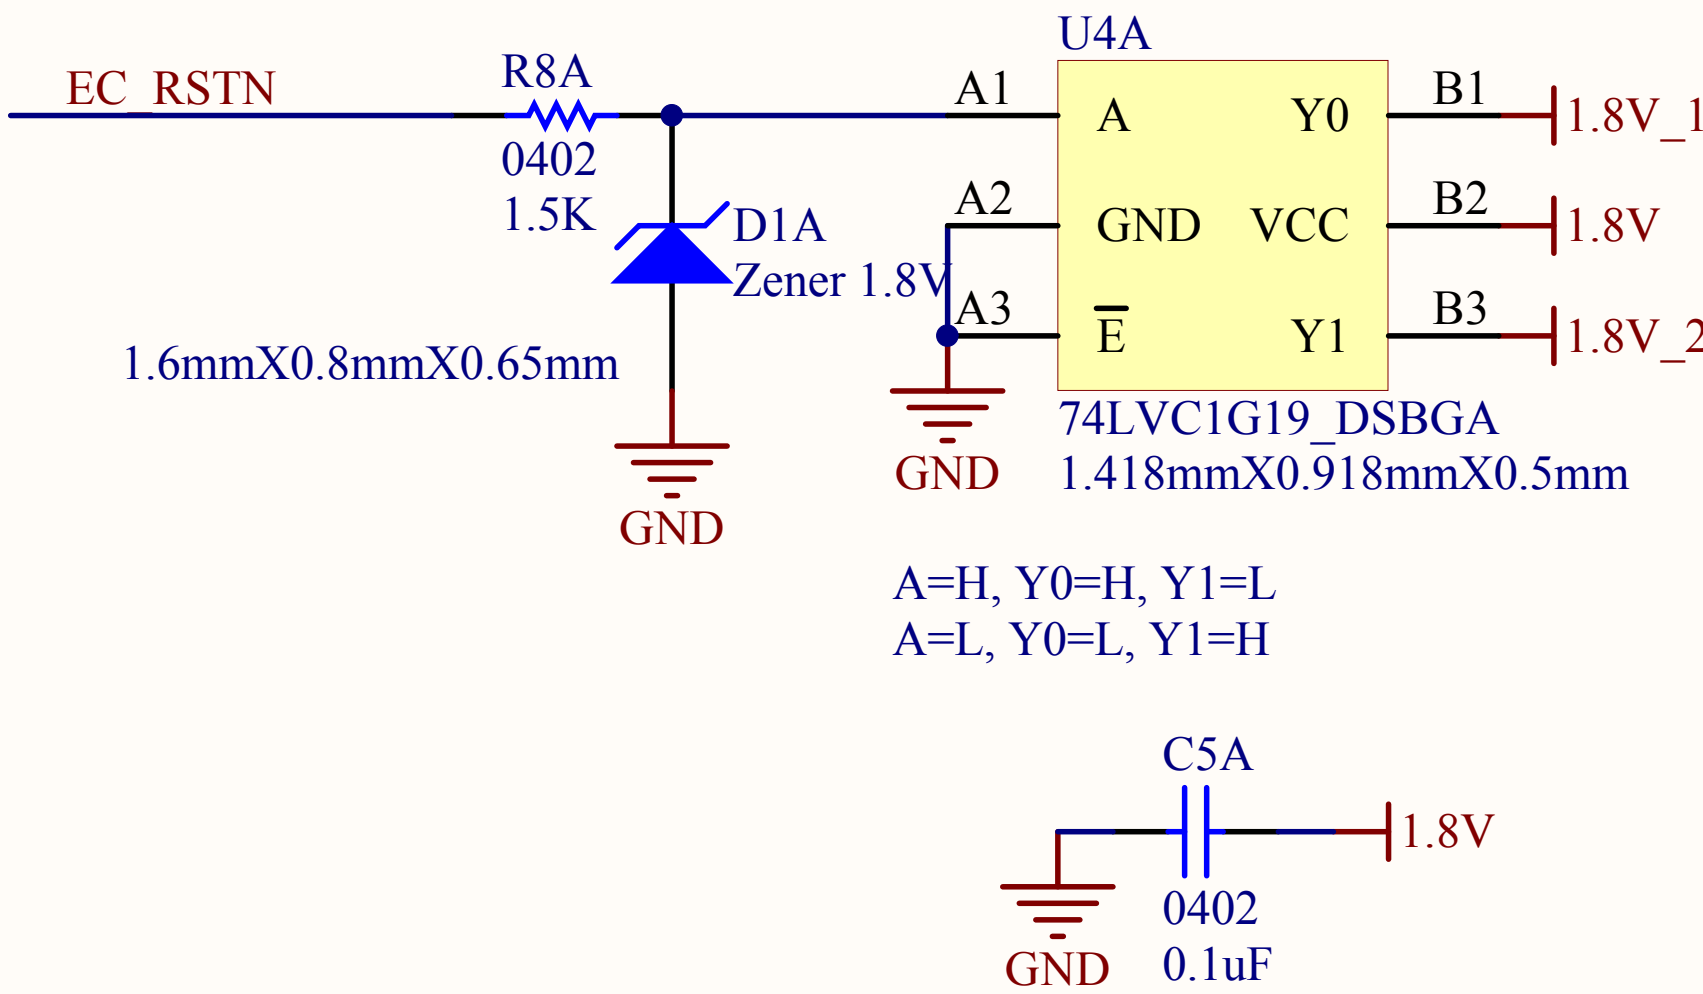 U4A
EC_RSTN
R8A
0402
1.5K
D1A
Zener 1.8V
1.6mmX0.8mmX0.65mm
GND
A1
A2
A3
A
GND
E
Y0
VCC
Y1
B1
B2
B3
1.8V_1
1.8V
1.8V_2
GND
74LVC1G19_DSBGA
1.418mmX0.918mmX0.5mm
A=H, Y0=H, Y1=L
A=L, Y0=L, Y1=H
C5A
1.8V
0402
0.1uF
GND